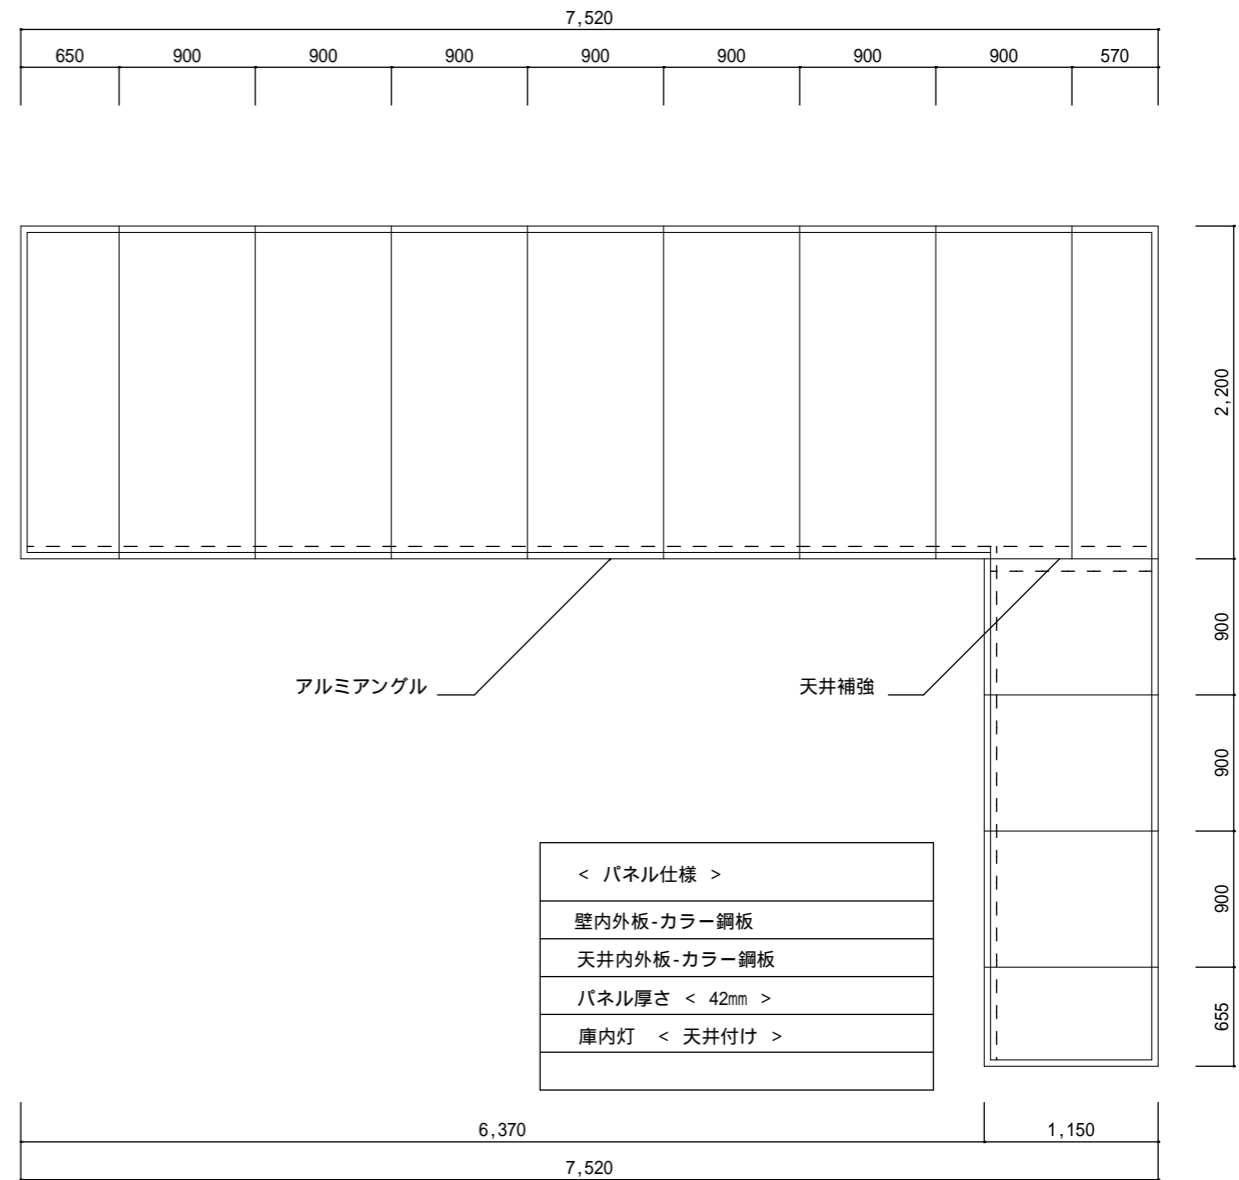 7,520
650 900 900 900 900 900 900 900 570
2,200
900
アルミアングル 天井補強
900
< パネル仕様 >
900
壁内外板-カラー鋼板
天井内外板-カラー鋼板
パネル厚さ < 42㎜ >
655
庫内灯 < 天井付け >
6,370 1,150
7,520